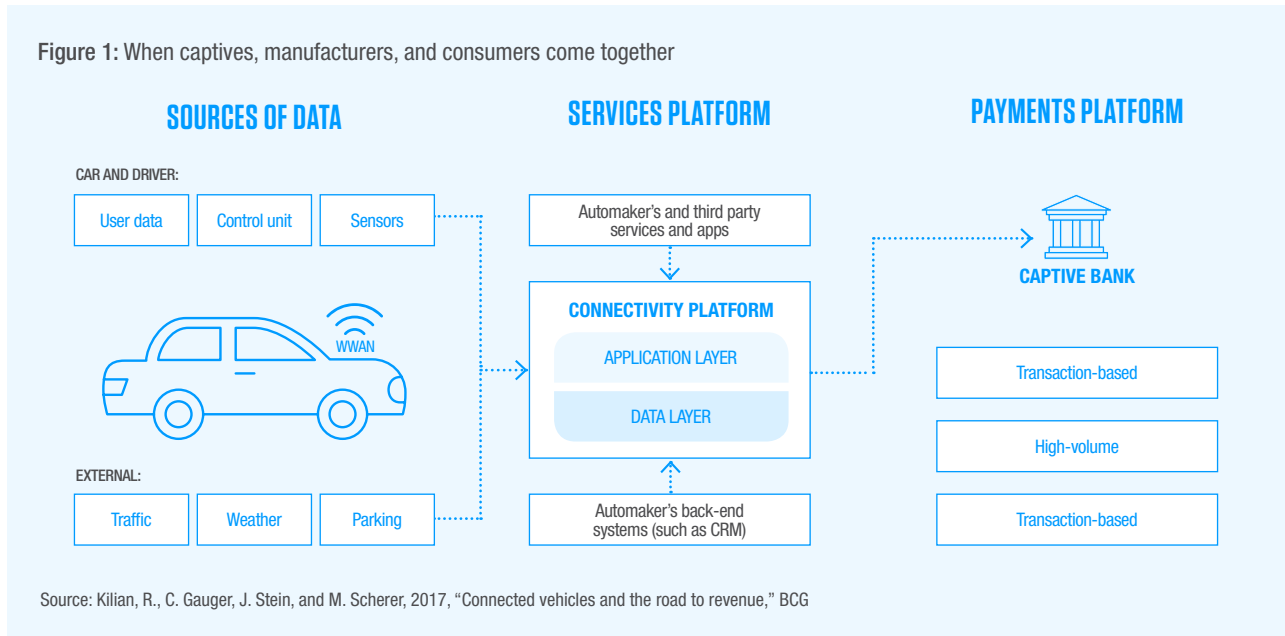 Figure 1: When captives, manufacturers, and consumers come together
SOURCES OF DATA
CAR AND DRIVER:
User data
Control unit
Sensors
WWAN
EXTERNAL:
Traffic
Weather
Parking
SERVICES PLATFORM
Automaker's and third party
services and apps
CONNECTIVITY PLATFORM
APPLICATION LAYER
DATA LAYER
Automaker's back-end
systems (such as CRM)
PAYMENTS PLATFORM
CAPTIVE BANK
Transaction-based
High-volume
Transaction-based
Source: Kilian, R., C. Gauger, J. Stein, and M. Scherer, 2017, “Connected vehicles and the road to revenue,” BCG